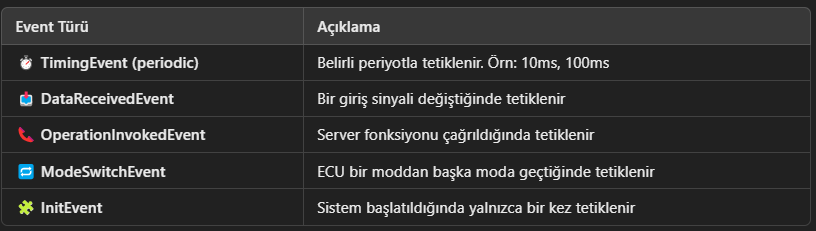 Event Türü Açıklama
TimingEvent (periodic) Belirli periyotla tetiklenir. Örn: 10ms, 100ms
DataReceivedEvent Bir giriş sinyali değiştiğinde tetiklenir
OperationInvokedEvent Server fonksiyonu çağrıldığında tetiklenir
ModeSwitchEvent ECU bir moddan başka moda geçtiğinde tetiklenir
InitEvent Sistem başlatıldığında yalnızca bir kez tetiklenir